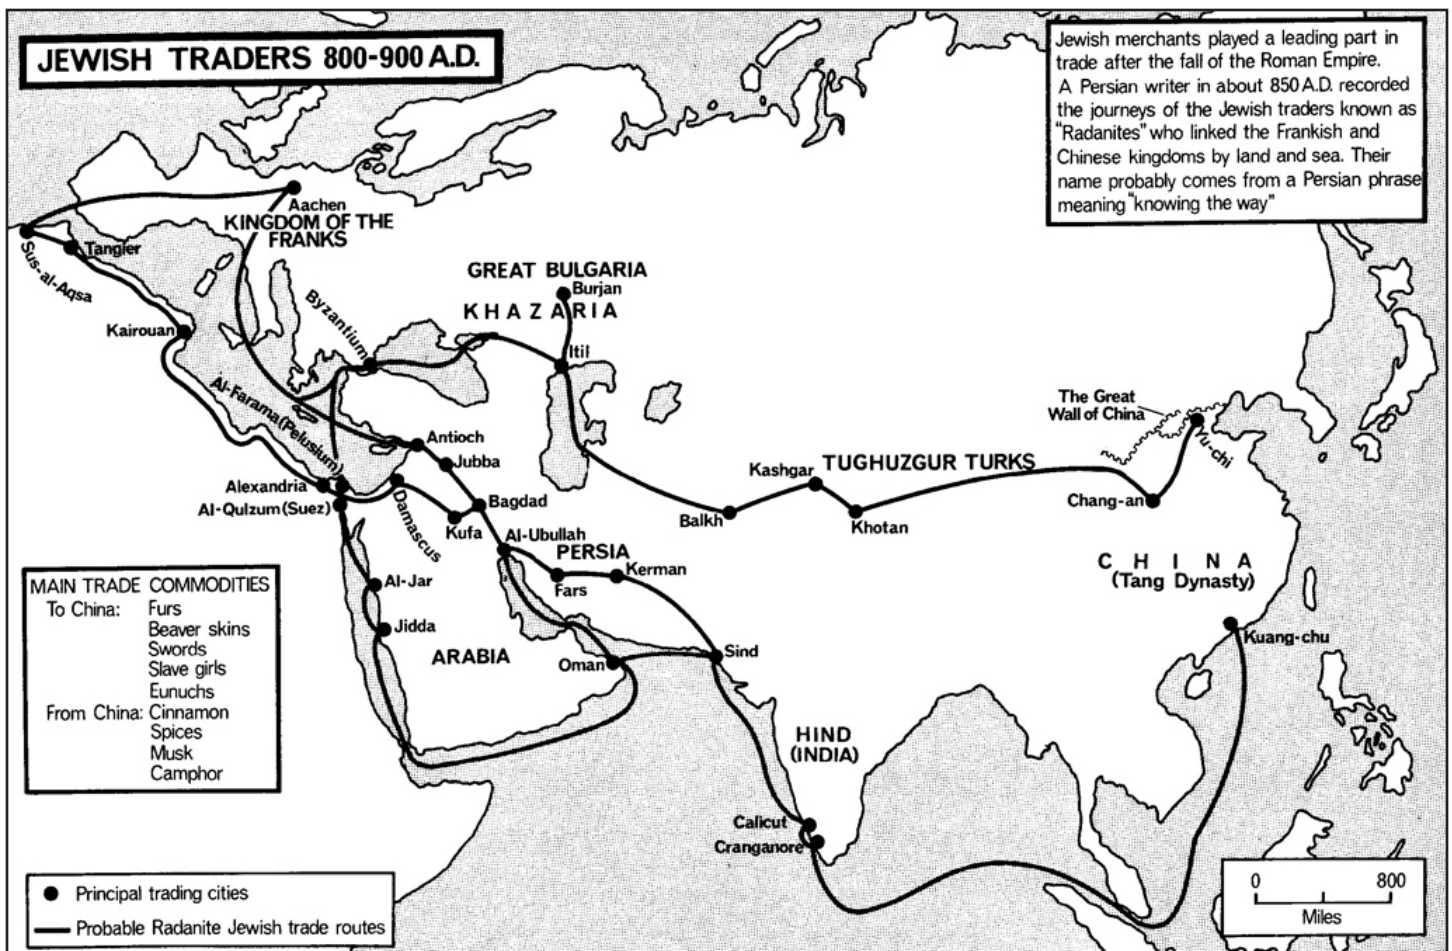 JEWISH TRADERS 800-900 A.D.
Jewish merchants played a leading part in
trade after the fall of the Roman Empire.
A Persian writer in about 850 A.D. recorded
the journeys of the Jewish traders known as
"Radanites" who linked the Frankish and
Chinese kingdoms by land and sea. Their
name probably comes from a Persian phrase
meaning "knowing the way"
Aachen
KINGDOM OF THE
FRANKS
Sus-al-Aqsa
Tangier
Kairouan
GREAT BULGARIA
Burjan
KHAZARIA
Byzantium
Itil
Al-Farama (Pelusium)
Antioch
Jubba
Alexandria
Al-Qulzum (Suez)
Damascus
Bagdad
Kufa
Al-Ubullah
PERSIA
Fars
Kerman
Al-Jar
Jidda
ARABIA
Oman
Sind
Balkh
Kashgar
TUGHUZGUR TURKS
Khotan
The Great
Wall of China
Yu-chi
Chang-an
CHINA
(Tang Dynasty)
Kuang-chu
HIND
(INDIA)
Calicut
Cranganore
MAIN TRADE COMMODITIES
To China: Furs
Beaver skins
Swords
Slave girls
Eunuchs
From China: Cinnamon
Spices
Musk
Camphor
Principal trading cities
Probable Radanite Jewish trade routes
0 800
Miles